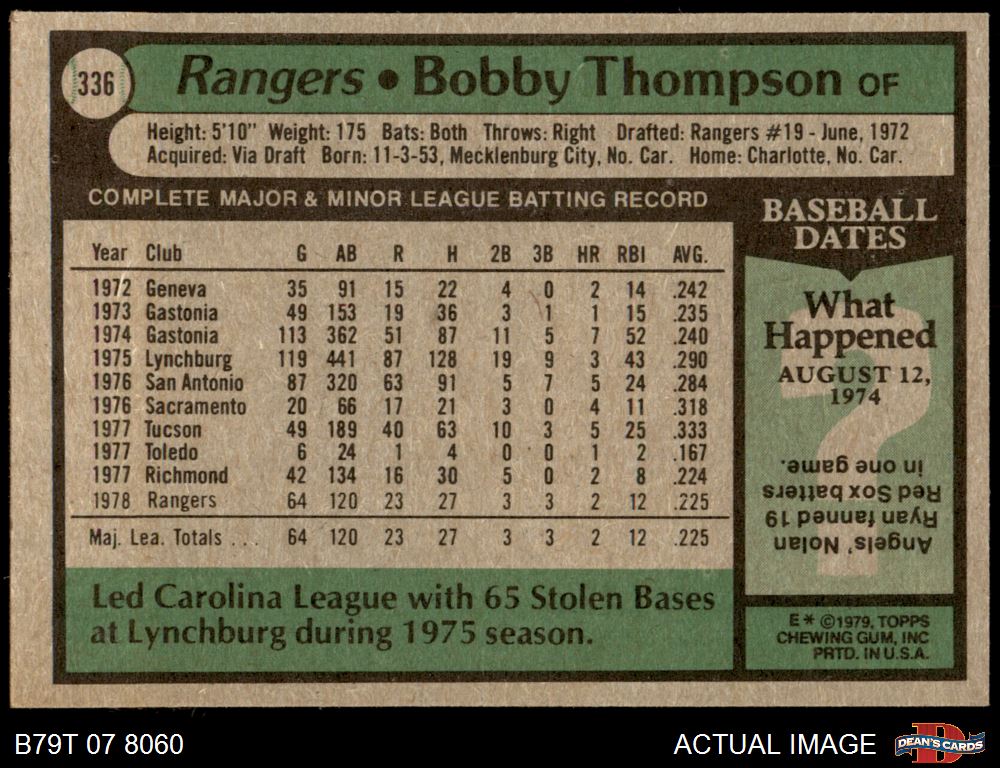 336
Rangers • Bobby Thompson OF
Height: 5'10" Weight: 175 Bats: Both Throws: Right Drafted: Rangers #19 - June, 1972
Acquired: Via Draft Born: 11-3-53, Mecklenburg City, No. Car. Home: Charlotte, No. Car.
COMPLETE MAJOR & MINOR LEAGUE BATTING RECORD
Year Club G AB R H 2B 3B HR RBI AVG.
1972 Geneva 35 91 15 22 4 0 2 14 .242
1973 Gastonia 49 153 19 36 3 1 1 15 .235
1974 Gastonia 113 362 51 87 11 5 7 52 .240
1975 Lynchburg 119 441 87 128 19 9 3 43 .290
1976 San Antonio 87 320 63 91 5 7 5 24 .284
1976 Sacramento 20 66 17 21 3 0 4 11 .318
1977 Tucson 49 189 40 63 10 3 5 25 .333
1977 Toledo 6 24 1 4 0 0 1 2 .167
1977 Richmond 42 134 16 30 5 0 2 8 .224
1978 Rangers 64 120 23 27 3 3 2 12 .225
Maj. Lea. Totals ... 64 120 23 27 3 3 2 12 .225
Led Carolina League with 65 Stolen Bases
at Lynchburg during 1975 season.
BASEBALL
DATES
What
Happened
AUGUST 12,
1974
?
Angels' Nolan
Ryan fanned 19
Red Sox batters
in one game.
E* ©1979, TOPPS
CHEWING GUM, INC
PRTD. IN U.S.A.
B79T 07 8060
ACTUAL IMAGE
D
DEAN'S CARDS